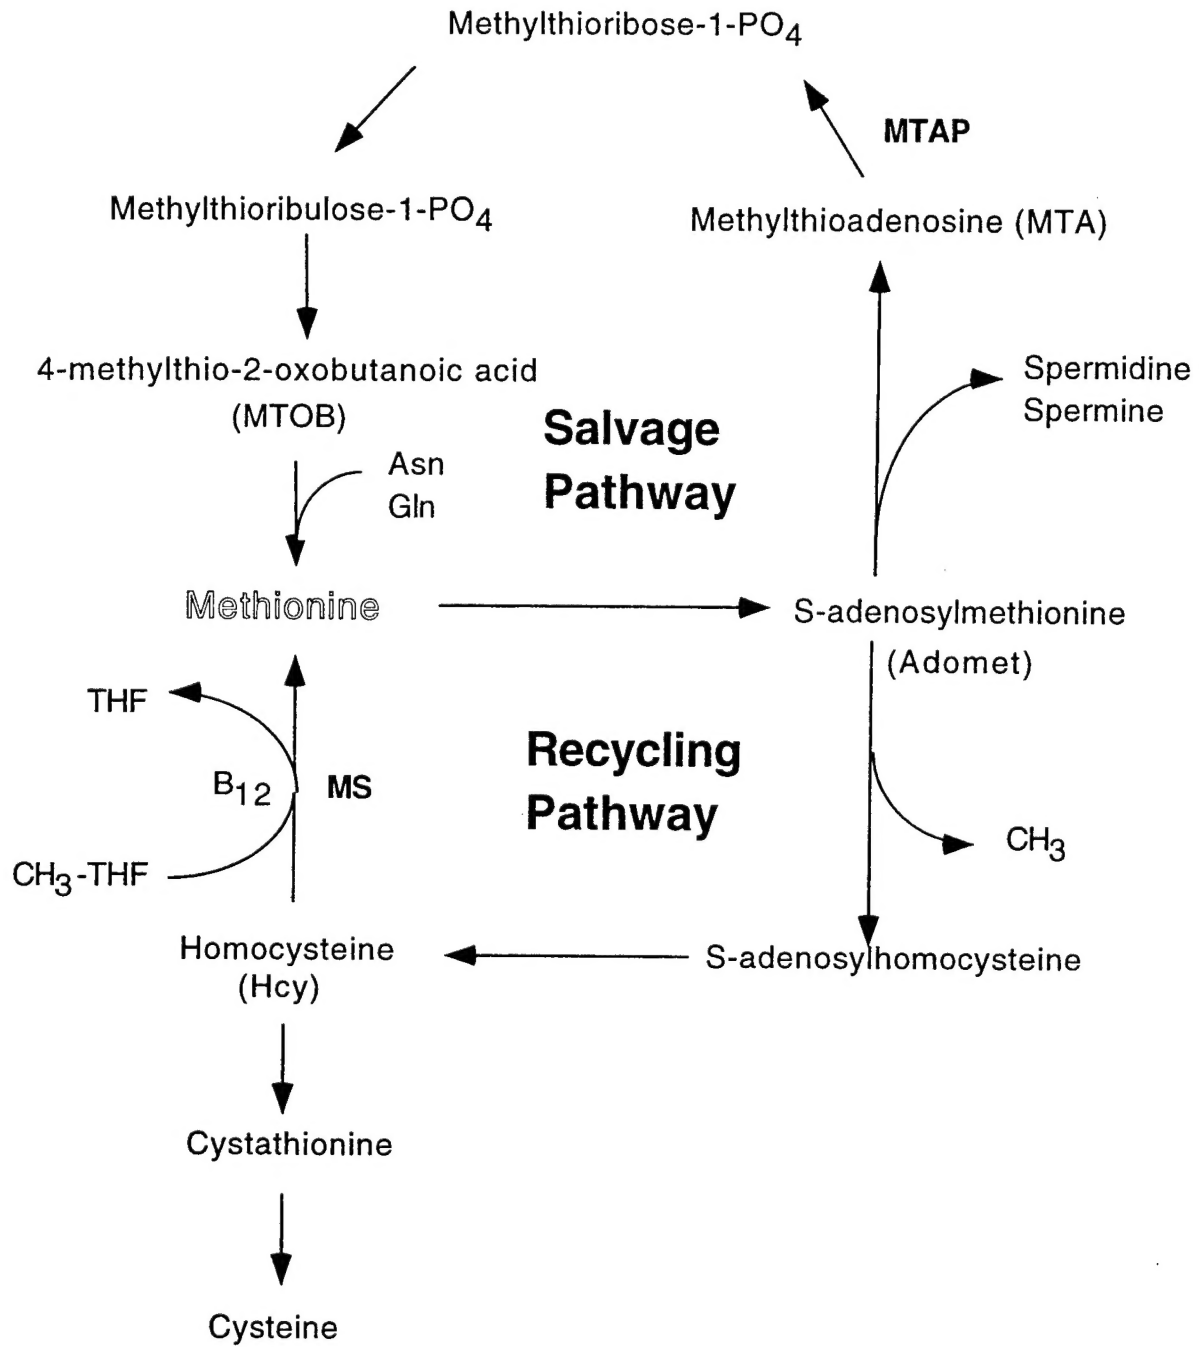 Methylthioribose-1-PO4
MTAP
Methylthioribulose-1-PO4
Methylthioadenosine (MTA)
4-methylthio-2-oxobutanoic acid
(MTOB)
Spermidine
Spermine
Salvage
Pathway
Asn
Gln
Methionine
S-adenosylmethionine
(Adomet)
THF
B12
MS
CH3-THF
Recycling
Pathway
CH3
Homocysteine
(Hcy)
S-adenosylhomocysteine
Cystathionine
Cysteine